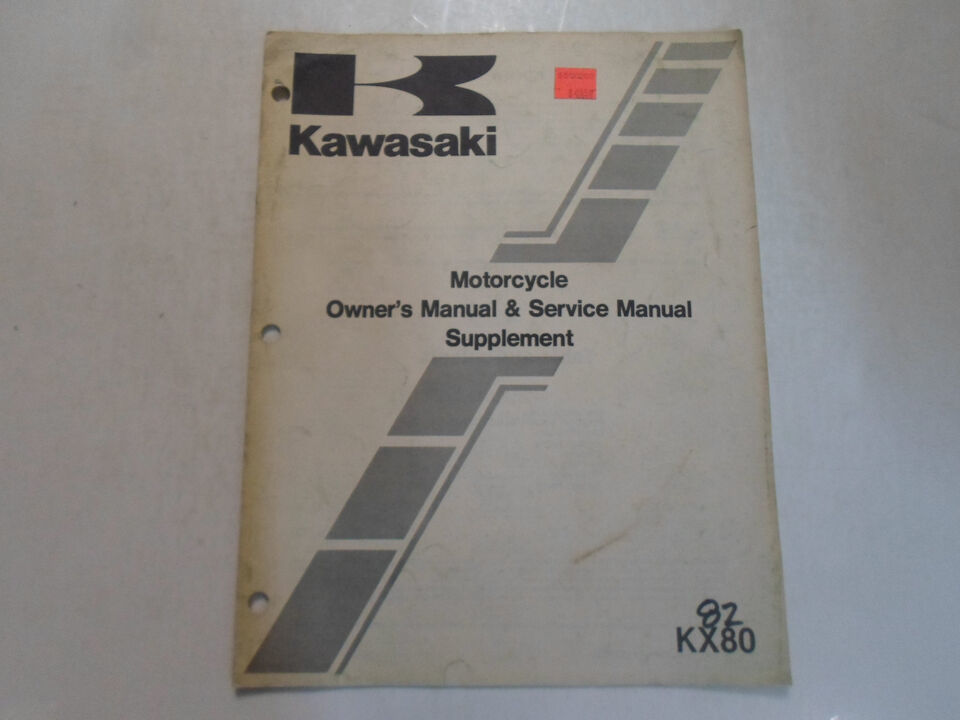 Kawasaki
Motorcycle
Owner's Manual & Service Manual
Supplement
82
KX80